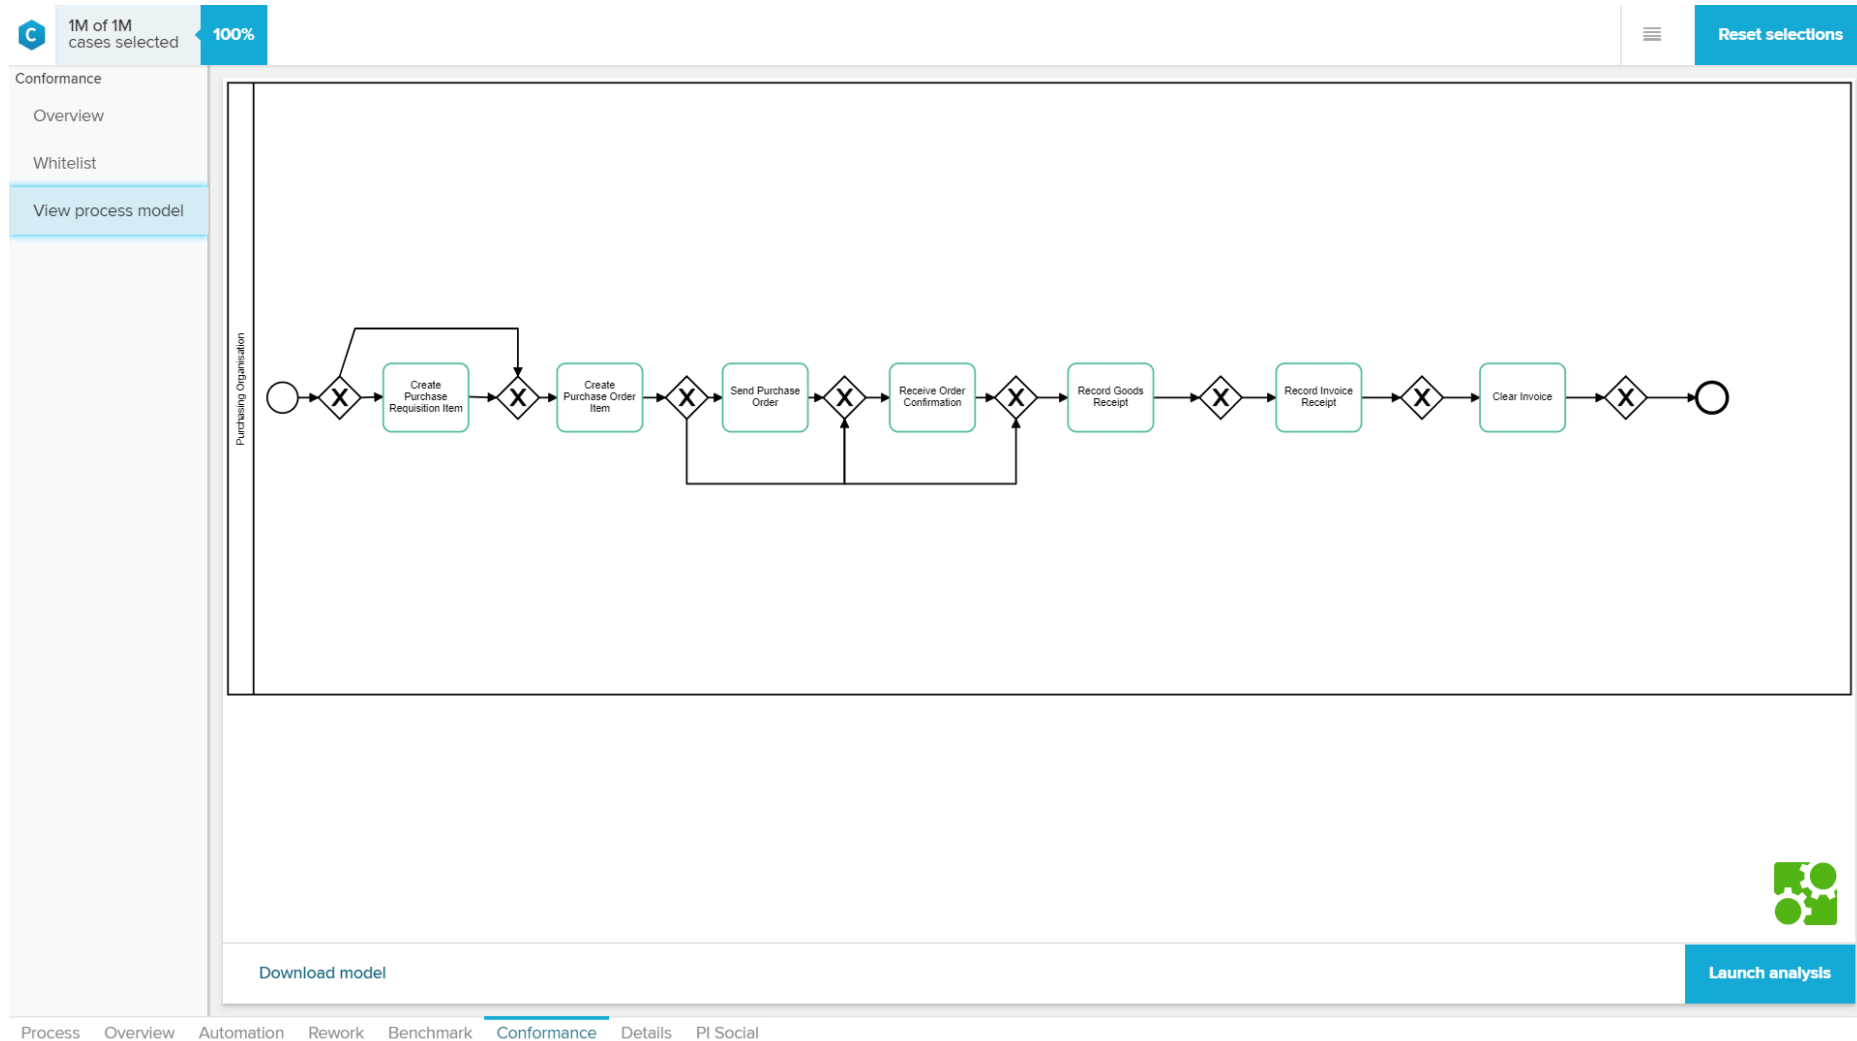 C
1M of 1M
cases selected
100%
Reset selections
Conformance
Overview
Whitelist
View process model
Purchasing Organisation
X
Create
Purchase
Requisition Item
X
Create
Purchase Order
Item
X
Send Purchase
Order
X
Receive Order
Confirmation
X
Record Goods
Receipt
X
Record Invoice
Receipt
X
Clear Invoice
X
Download model
Launch analysis
Process
Overview
Automation
Rework
Benchmark
Conformance
Details
PI Social